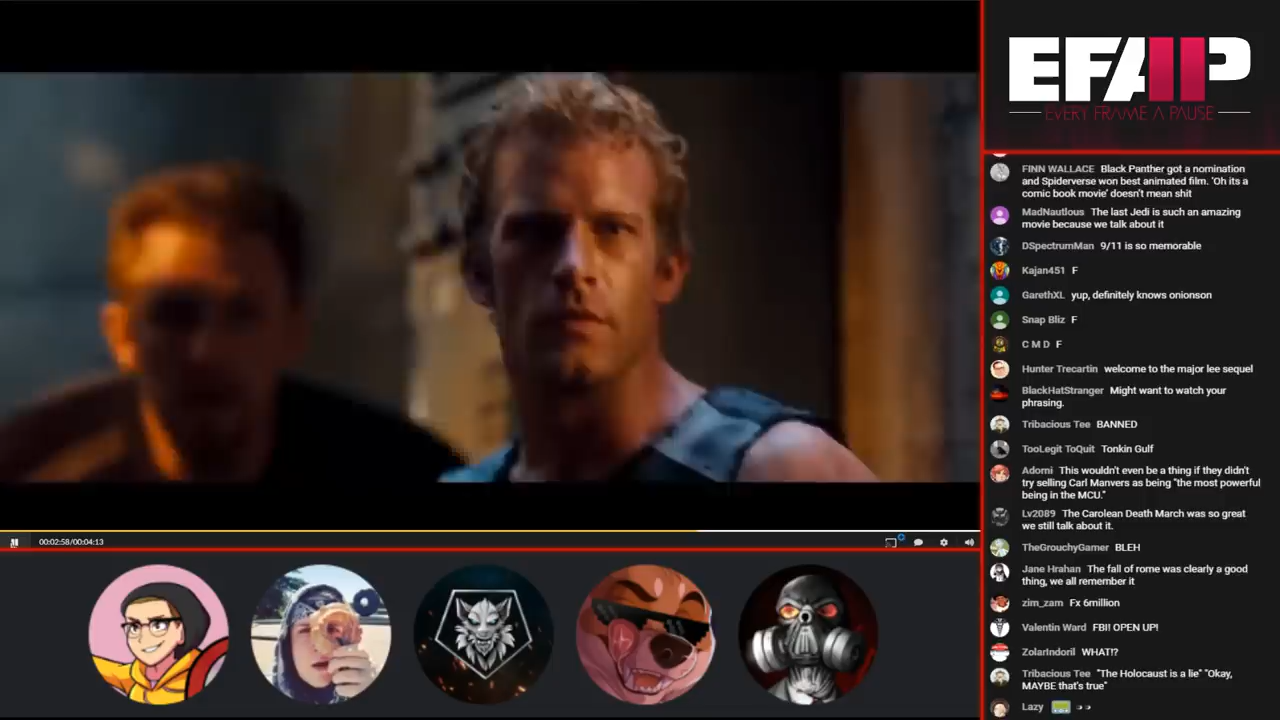 EFAP
EVERY FRAME A PAUSE
FINN WALLACE Black Panther got a nomination
and Spiderverse won best animated film. 'Oh its a
comic book movie' doesn't mean shit
MadNautlous The last Jedi is such an amazing
movie because we talk about it
DSpectrumMan 9/11 is so memorable
Kajan451 F
GarethXL yup, definitely knows onionson
Snap Bliz F
C M D F
Hunter Trecartin welcome to the major lee sequel
BlackHatStranger Might want to watch your
phrasing.
Tribacious Tee BANNED
TooLegit ToQuit Tonkin Gulf
Adomi This wouldn't even be a thing if they didn't
try selling Carl Manvers as being "the most powerful
being in the MCU."
Lv2089 The Carolean Death March was so great
we still talk about it.
TheGrouchyGamer BLEH
Jane Hrahan The fall of rome was clearly a good
thing, we all remember it
zim_zam Fx 6million
Valentin Ward FBI! OPEN UP!
ZolarIndoril WHAT!?
Tribacious Tee "The Holocaust is a lie" "Okay,
MAYBE that's true"
Lazy
00:02:58/00:04:13